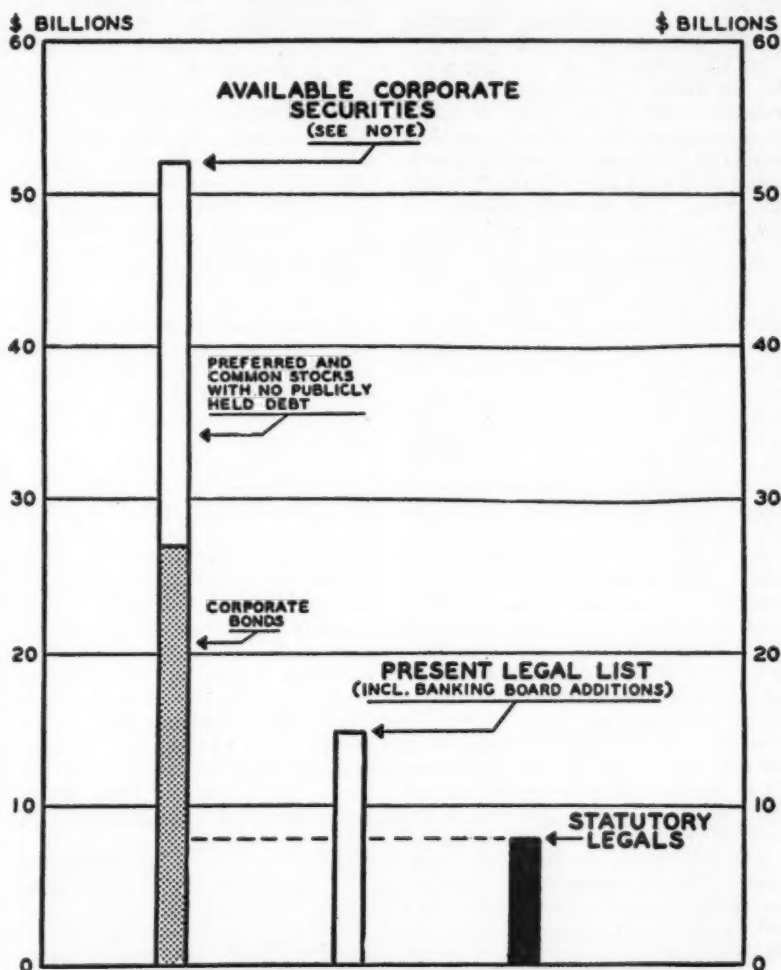 $ BILLIONS
$ BILLIONS
60
60
AVAILABLE CORPORATE
SECURITIES
(SEE NOTE)
50
50
40
40
PREFERRED AND
COMMON STOCKS
WITH NO PUBLICLY
HELD DEBT
30
30
CORPORATE
BONDS
20
20
PRESENT LEGAL LIST
(INCL. BANKING BOARD ADDITIONS)
10
10
STATUTORY
LEGALS
0
0